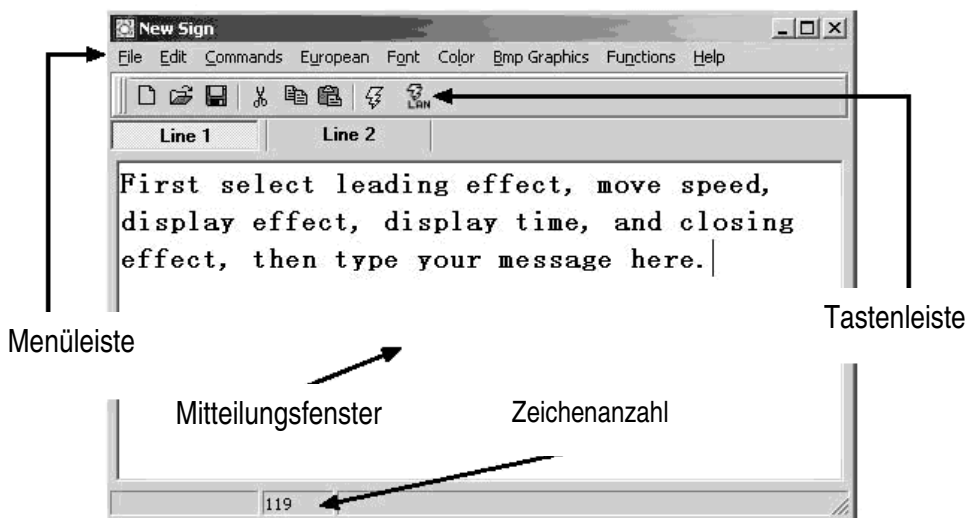 New Sign
File Edit Commands European Font Color Bmp Graphics Functions Help
LAN
Line 1 Line 2
First select leading effect, move speed,
display effect, display time, and closing
effect, then type your message here.
Tastenleiste
Menüleiste
Mitteilungsfenster Zeichenanzahl
119